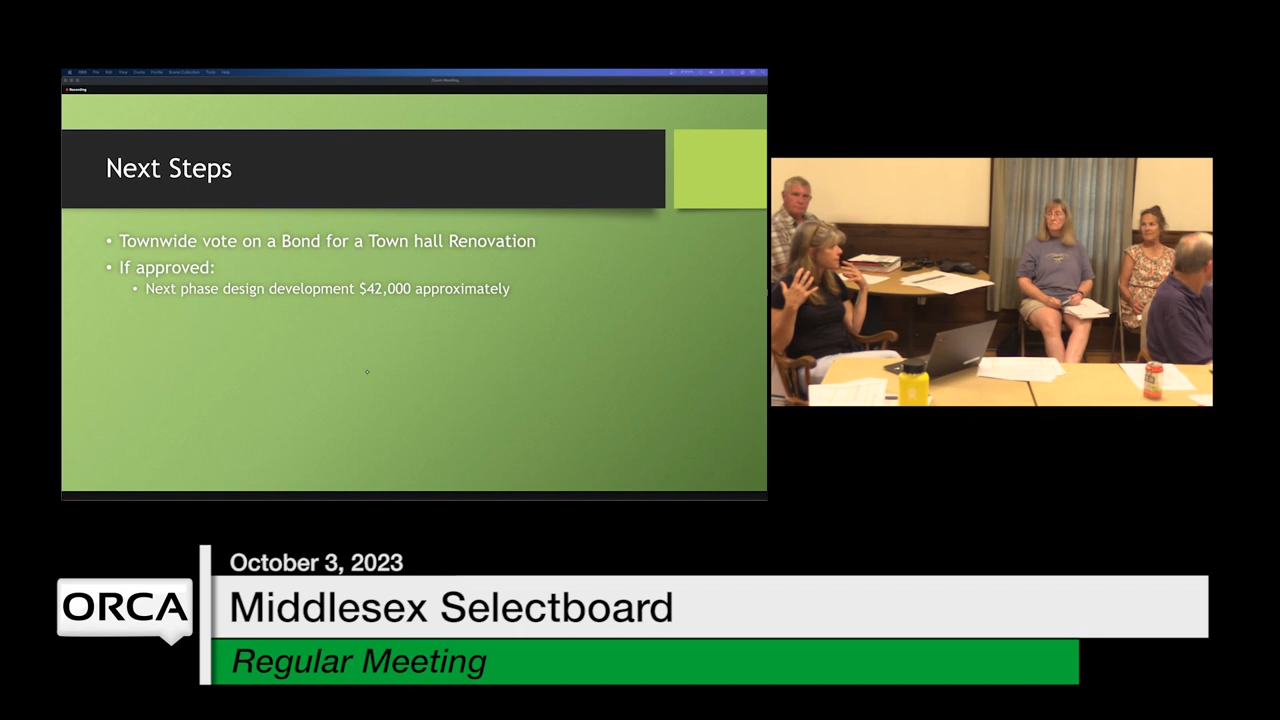 Recording
Next Steps
• Townwide vote on a Bond for a Town hall Renovation
• If approved:
• Next phase design development $42,000 approximately
October 3, 2023
ORCA
Middlesex Selectboard
Regular Meeting